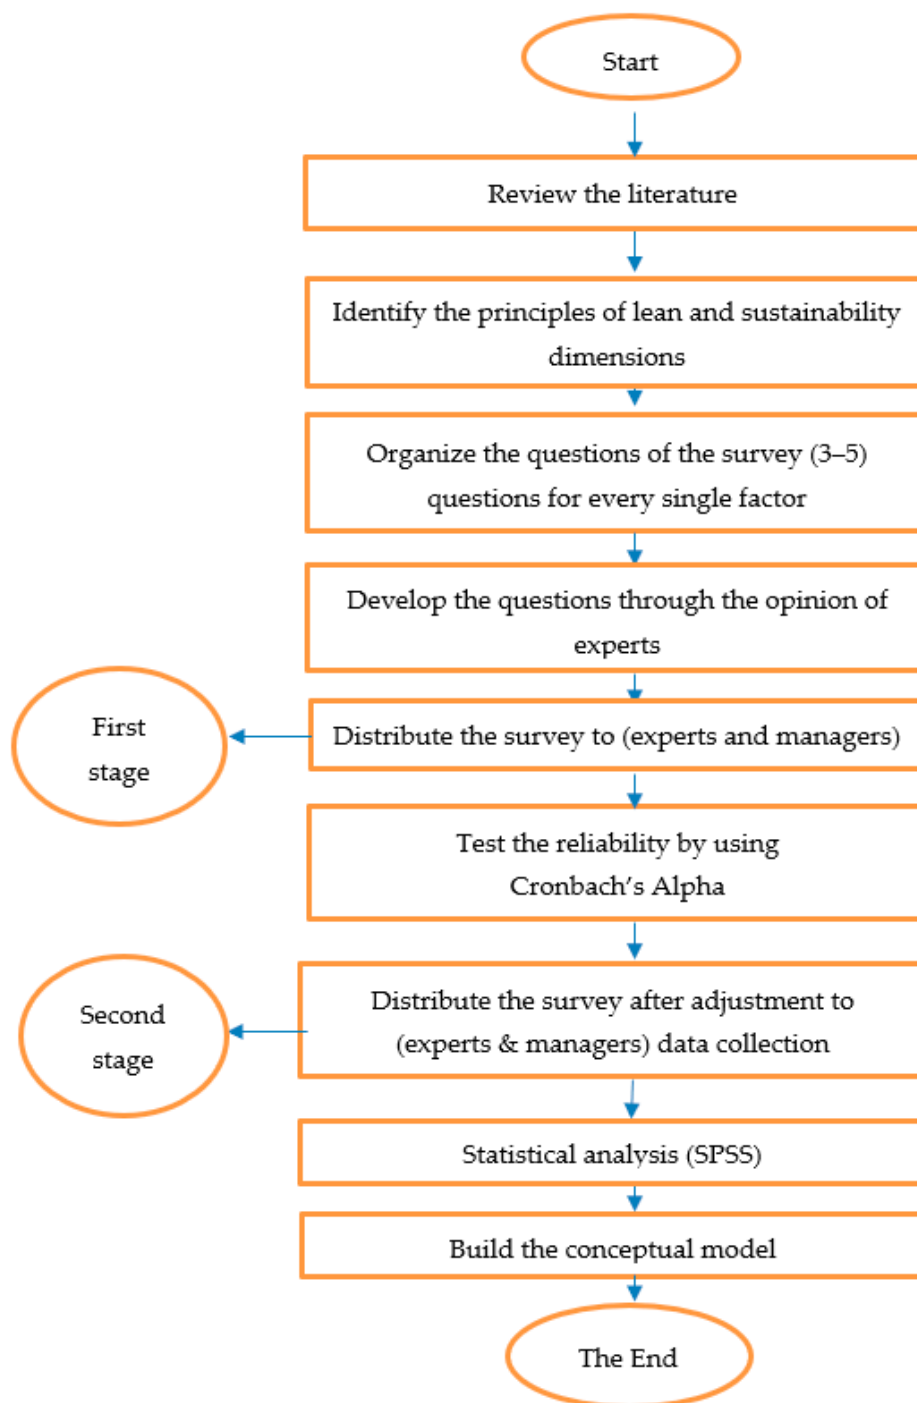 Start
Review the literature
Identify the principles of lean and sustainability
dimensions
Organize the questions of the survey (3–5)
questions for every single factor
Develop the questions through the opinion of
experts
First
stage
Distribute the survey to (experts and managers)
Test the reliability by using
Cronbach’s Alpha
Second
stage
Distribute the survey after adjustment to
(experts & managers) data collection
Statistical analysis (SPSS)
Build the conceptual model
The End